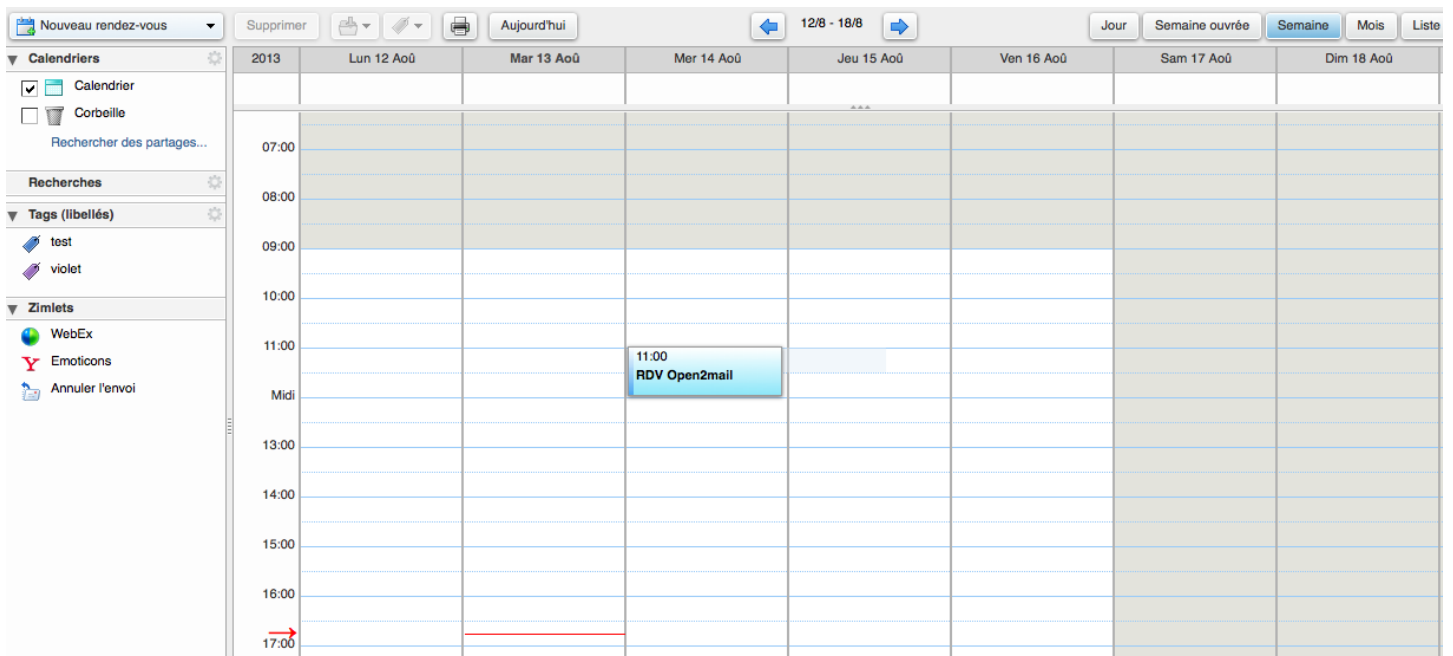 Nouveau rendez-vous
Supprimer
Aujourd'hui
12/8 - 18/8
Jour
Semaine ouvrée
Semaine
Mois
Liste
Calendriers
Calendrier
Corbeille
Rechercher des partages...
Recherches
Tags (libellés)
test
violet
Zimlets
WebEx
Emoticons
Annuler l'envoi
2013
Lun 12 Aoû
Mar 13 Aoû
Mer 14 Aoû
Jeu 15 Aoû
Ven 16 Aoû
Sam 17 Aoû
Dim 18 Aoû
07:00
08:00
09:00
10:00
11:00
11:00
RDV Open2mail
Midi
13:00
14:00
15:00
16:00
17:00